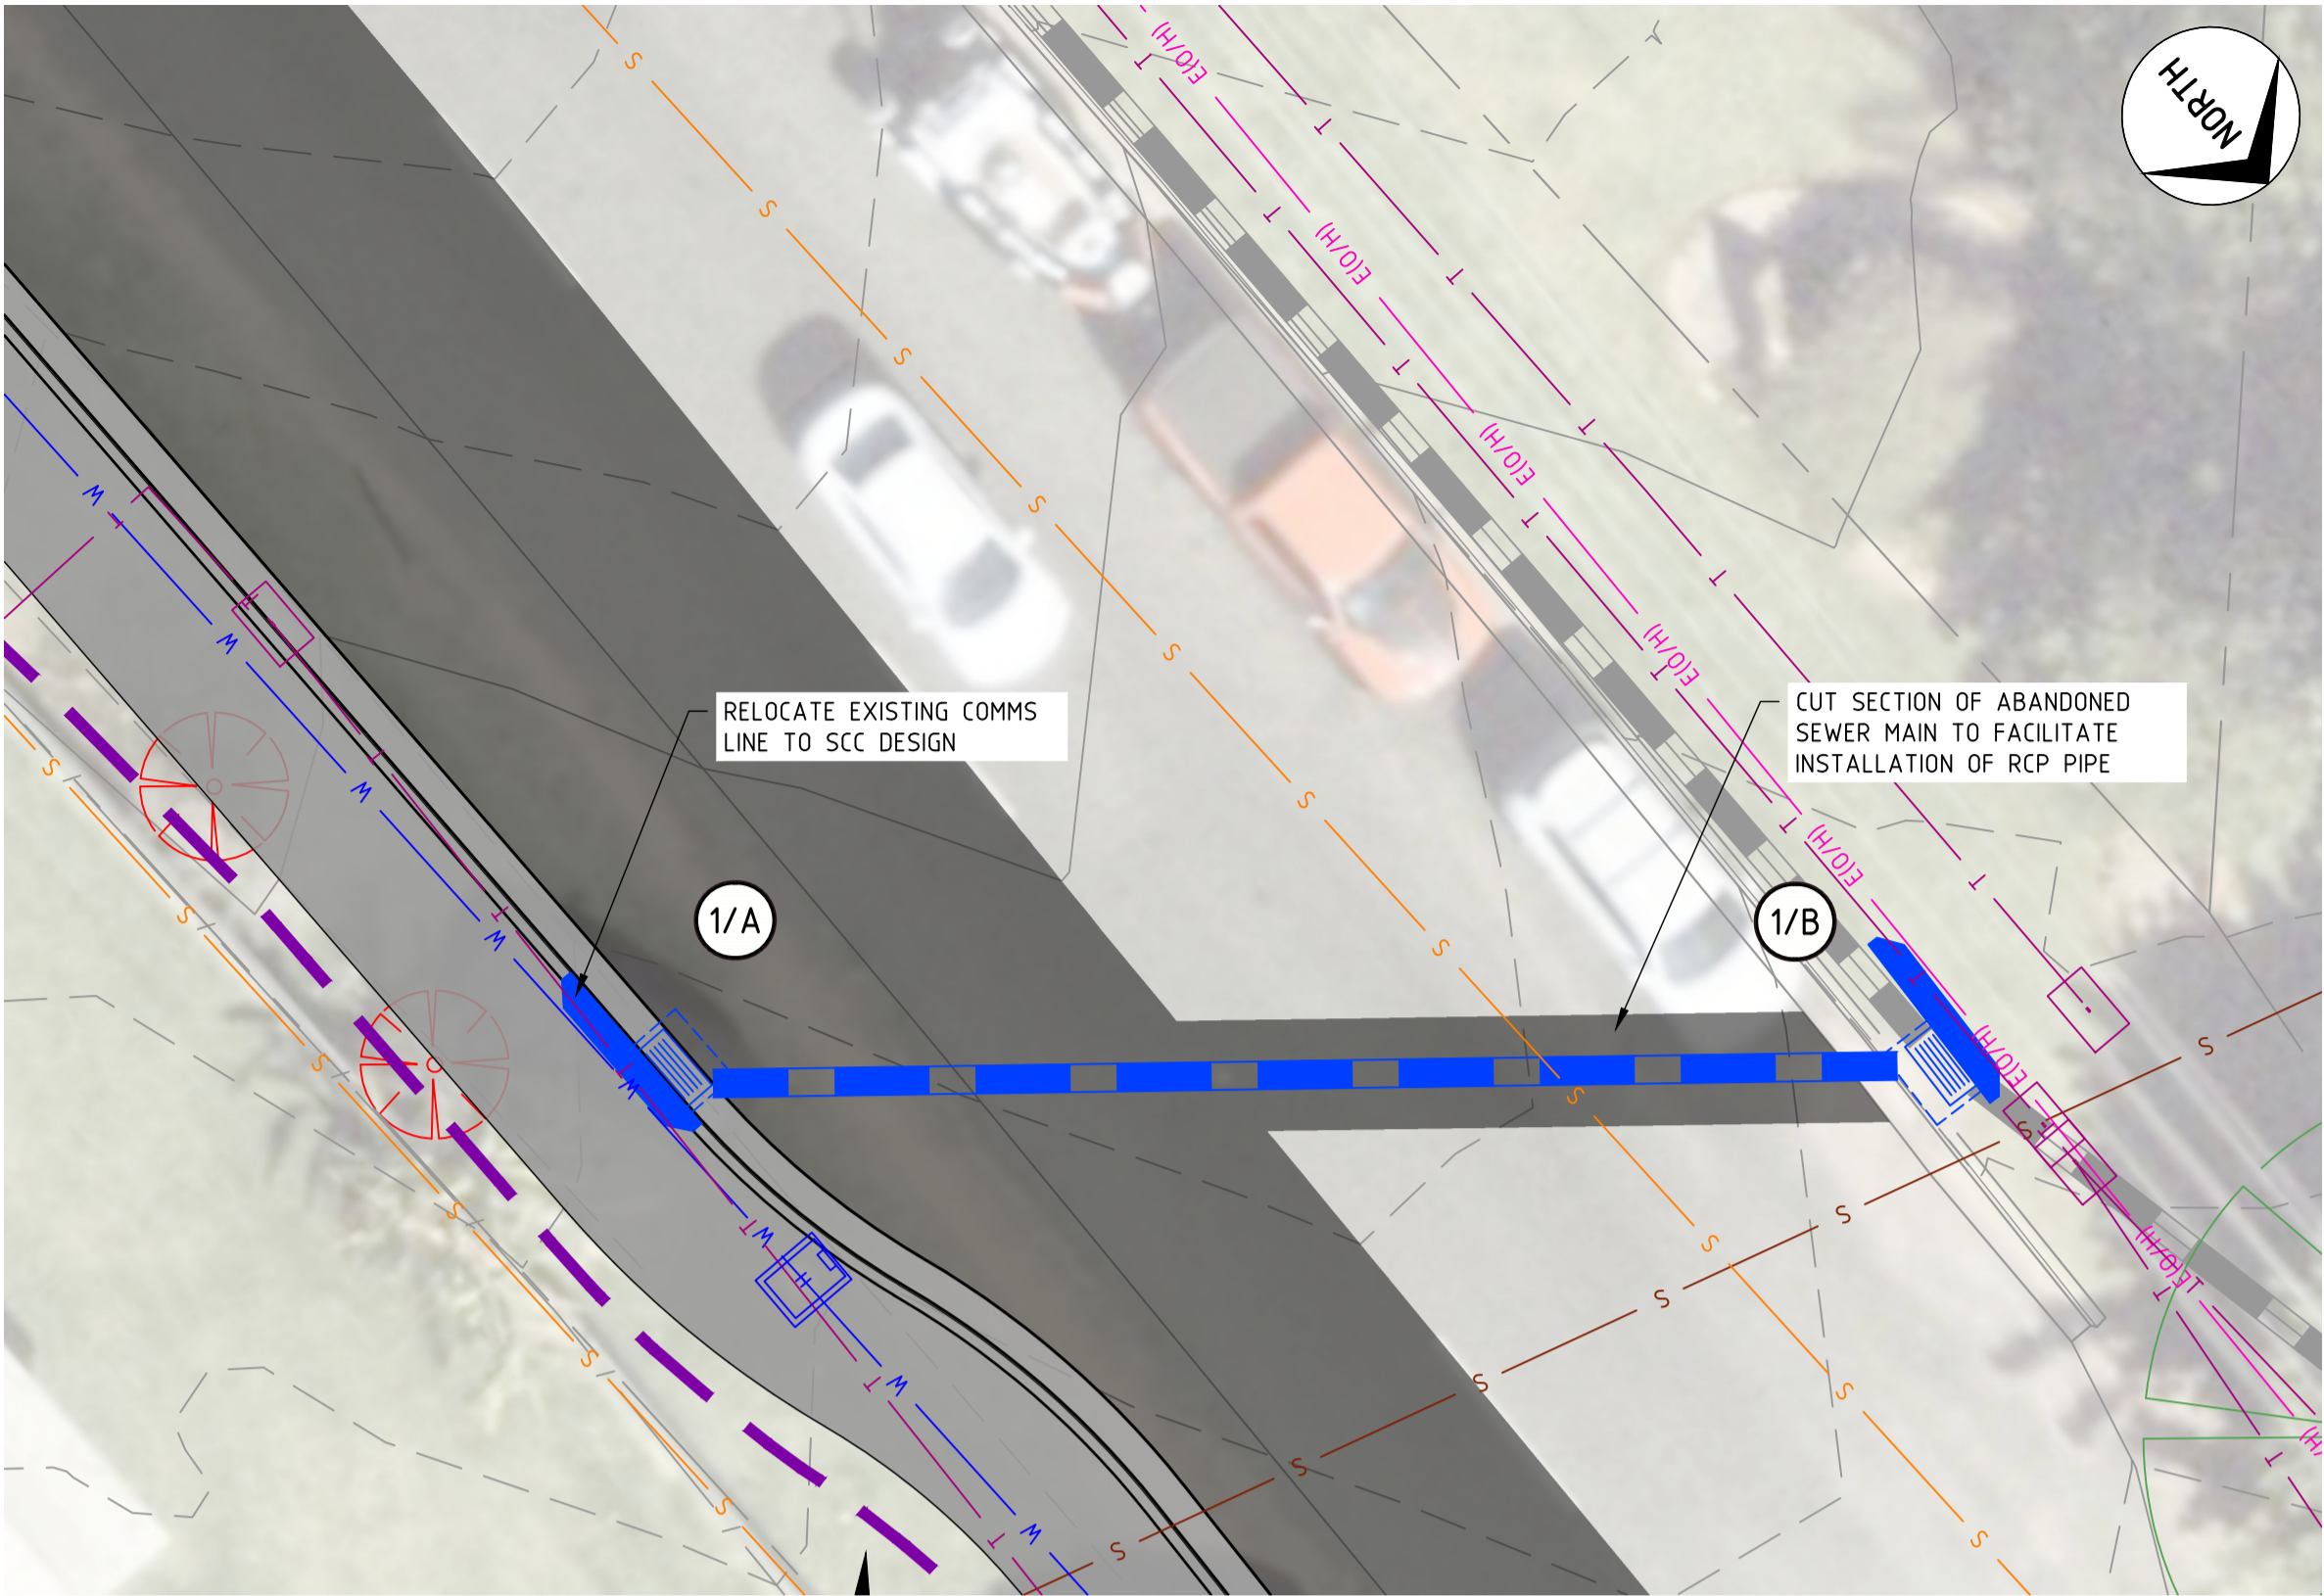 NORTH
RELOCATE EXISTING COMMS
LINE TO SCC DESIGN
CUT SECTION OF ABANDONED
SEWER MAIN TO FACILITATE
INSTALLATION OF RCP PIPE
1/A
1/B
E(O/H)
E(O/H)
E(O/H)
E(O/H)
E(O/H)
E(O/H)
E(O/H)
S
S
S
S
S
S
S
S
S
S
S
S
S
T
T
T
T
T
T
T
T
T
T
T
T
W
W
W
W
W
W
W
W